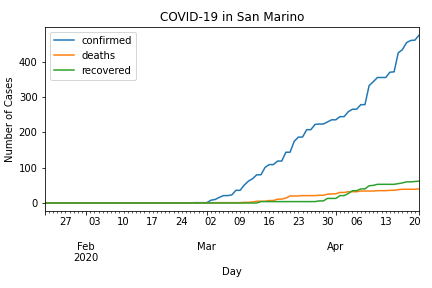 COVID-19 in San Marino
confirmed
deaths
recovered
Number of Cases
400
300
200
100
0
27 03 10 17 24 02 09 16 23 30 06 13 20
Feb Mar Apr
2020
Day